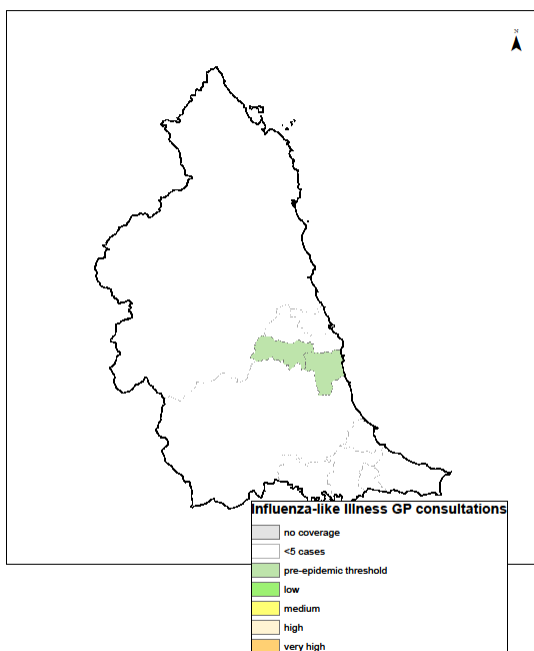 Influenza-like Illness GP consultations
no coverage
<5 cases
pre-epidemic threshold
low
medium
high
very high